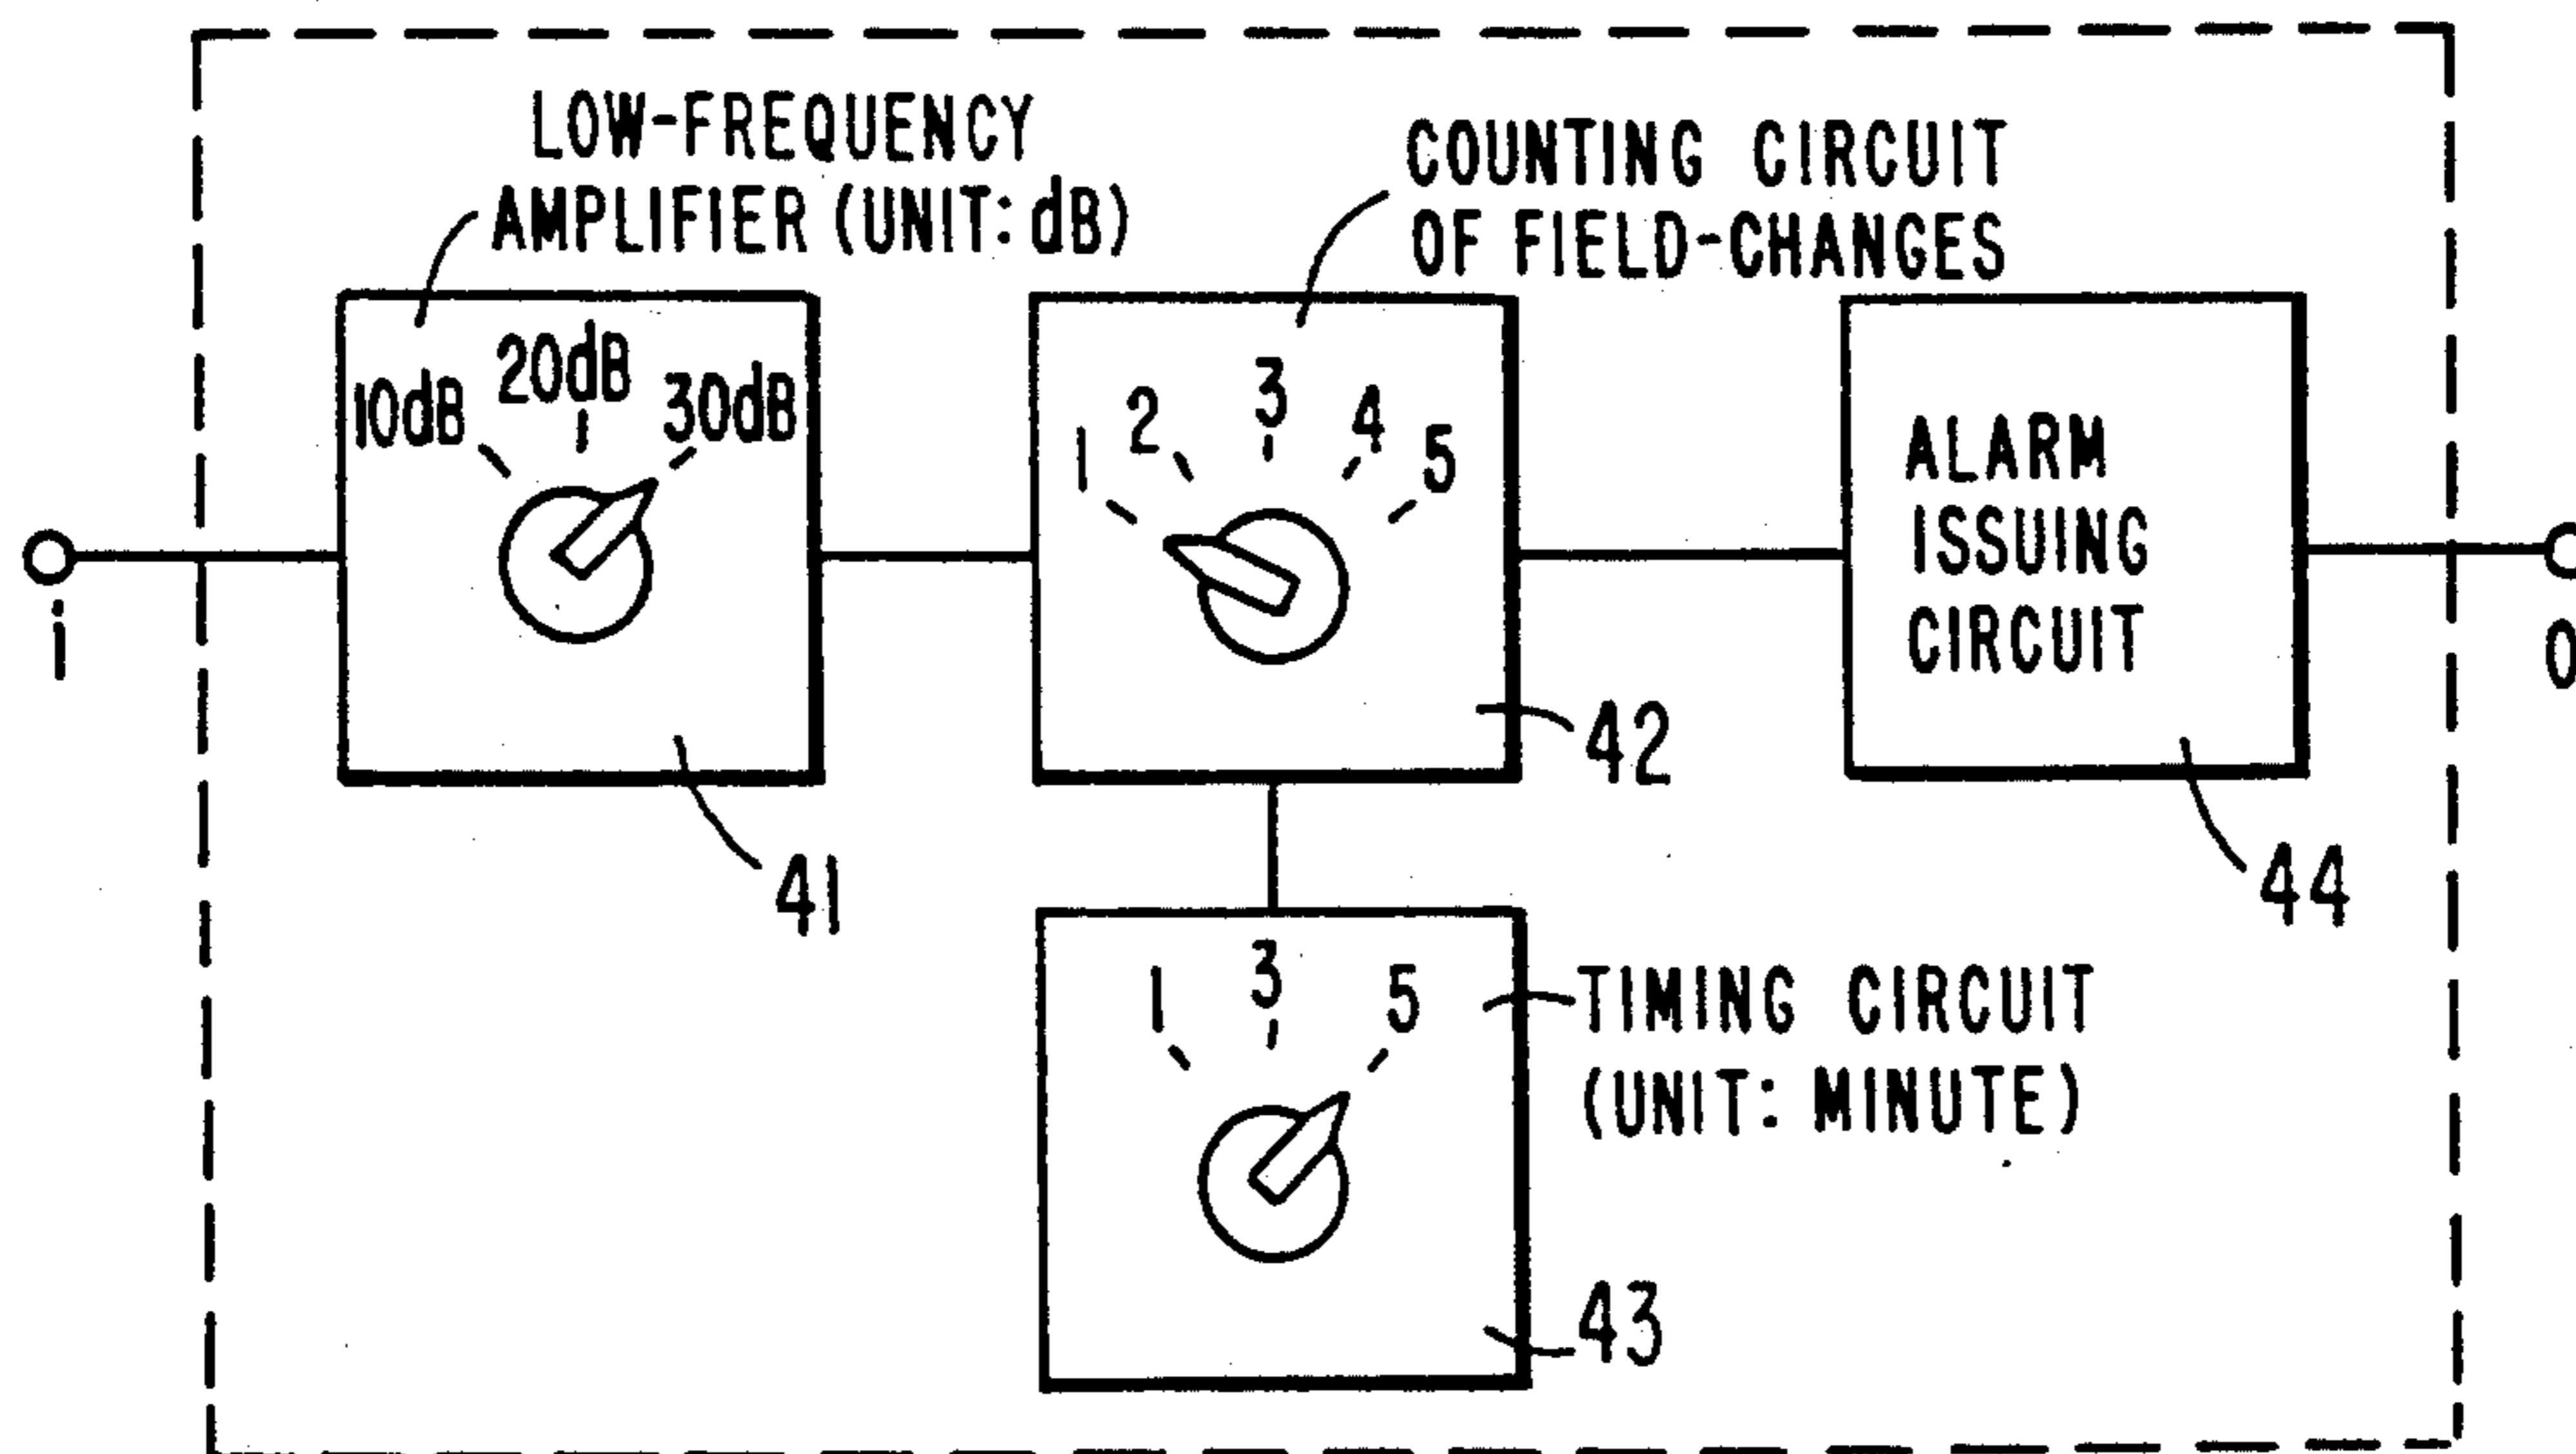 LOW-FREQUENCY
AMPLIFIER (UNIT: dB)
COUNTING CIRCUIT
OF FIELD-CHANGES
10dB
20dB
30dB
1
2
3
4
5
ALARM
ISSUING
CIRCUIT
i
0
42
41
44
1
3
5
TIMING CIRCUIT
(UNIT: MINUTE)
43